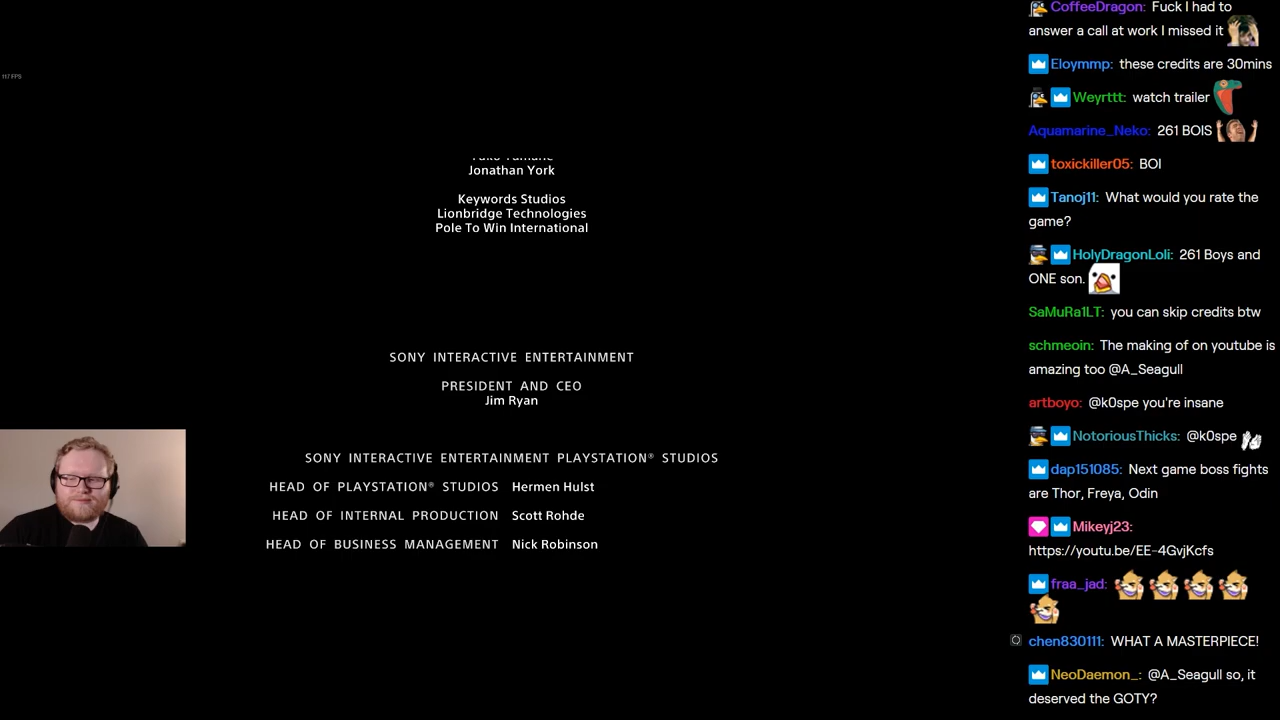 117 FPS
Jonathan York
Keywords Studios
Lionbridge Technologies
Pole To Win International
SONY INTERACTIVE ENTERTAINMENT
PRESIDENT AND CEO
Jim Ryan
SONY INTERACTIVE ENTERTAINMENT PLAYSTATION® STUDIOS
HEAD OF PLAYSTATION® STUDIOS Hermen Hulst
HEAD OF INTERNAL PRODUCTION Scott Rohde
HEAD OF BUSINESS MANAGEMENT Nick Robinson
CoffeeDragon: Fuck I had to
answer a call at work I missed it
Eloymmp: these credits are 30mins
Weyrttt: watch trailer
Aquamarine_Neko: 261 BOIS
toxickiller05: BOI
Tanoj11: What would you rate the
game?
HolyDragonLoli: 261 Boys and
ONE son.
SaMuRa1LT: you can skip credits btw
schmeoin: The making of on youtube is
amazing too @A_Seagull
artboyo: @k0spe you're insane
NotoriousThicks: @k0spe
dap151085: Next game boss fights
are Thor, Freya, Odin
Mikeyj23:
https://youtu.be/EE-4GvjKcfs
fraa_jad:
chen830111: WHAT A MASTERPIECE!
NeoDaemon_: @A_Seagull so, it
deserved the GOTY?